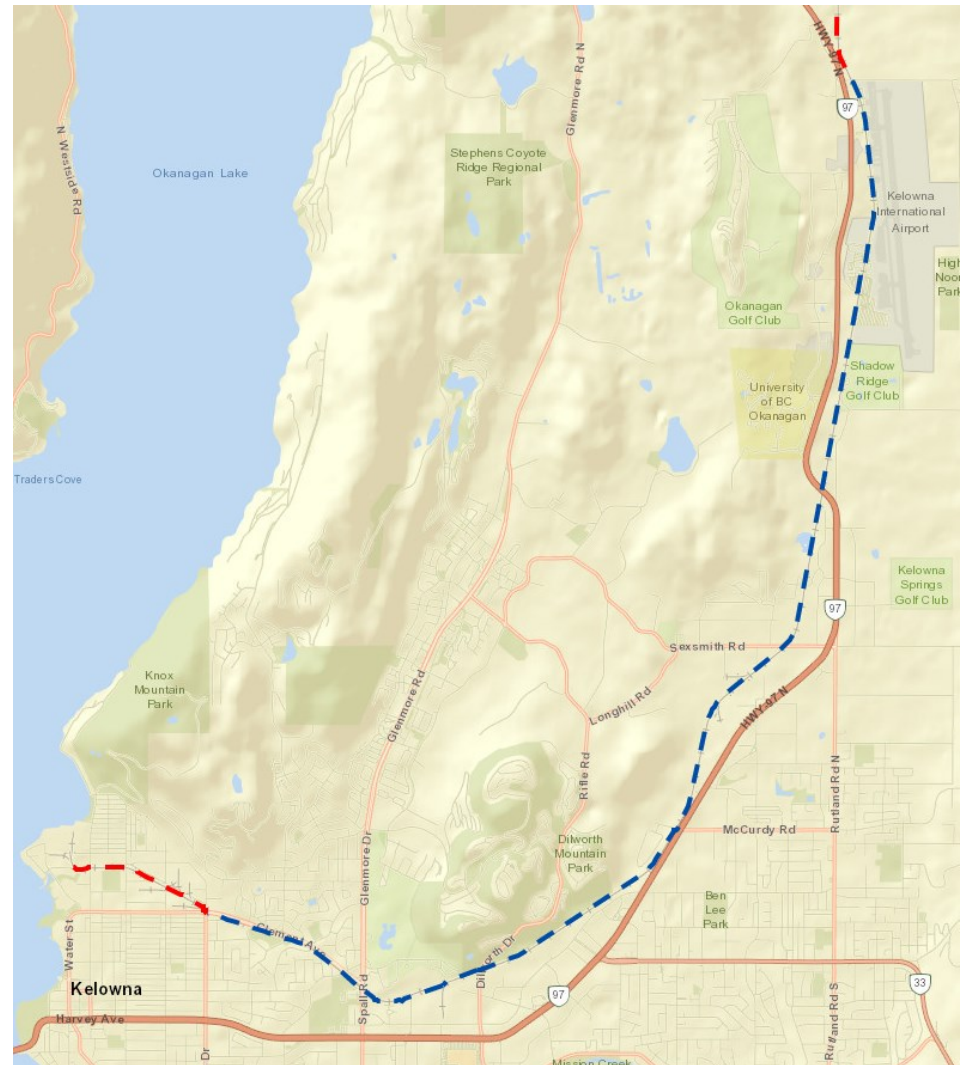 HWY 97 N
97
N Westside Rd
Okanagan Lake
Glenmore Rd N
Stephens Coyote
Ridge Regional
Park
Kelowna
International
Airport
High
Noon
Park
Okanagan
Golf Club
Shadow
Ridge
Golf Club
University
of BC
Okanagan
Traders Cove
Kelowna
Springs
Golf Club
97
Sexsmith Rd
Knox
Mountain
Park
Longhill Rd
HWY 97 N
Glenmore Rd
Rifle Rd
Rutland Rd N
McCurdy Rd
Dilworth
Mountain
Park
Glenmore Dr
Ben
Lee
Park
Water St
Clement Ave
Dilworth Dr
Spall Rd
Kelowna
97
33
Harvey Ave
Dr
Rutland Rd S
Mission Creek